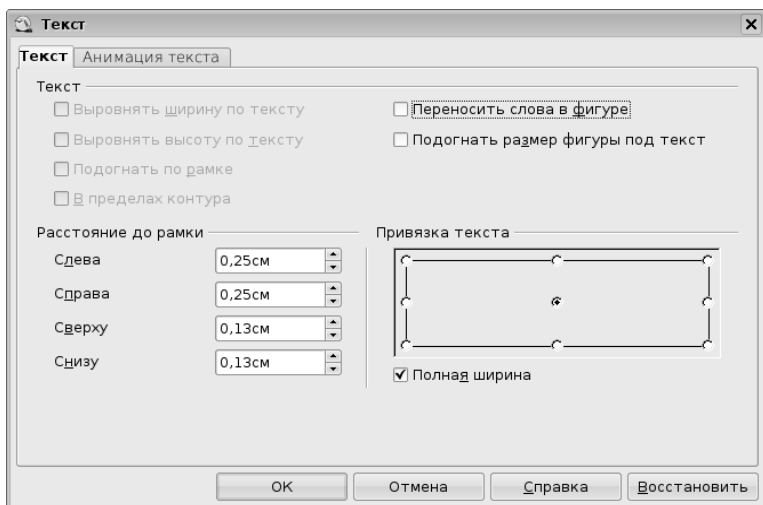 Текст
Текст Анимация текста
Текст
Выровнять ширину по тексту
Переносить слова в фигуре
Выровнять высоту по тексту
Подогнать размер фигуры под текст
Подогнать по рамке
В пределах контура
Расстояние до рамки
Привязка текста
Слева 0,25см
Справа 0,25см
Сверху 0,13см
Снизу 0,13см
Полная ширина
ОК Отмена Справка Восстановить